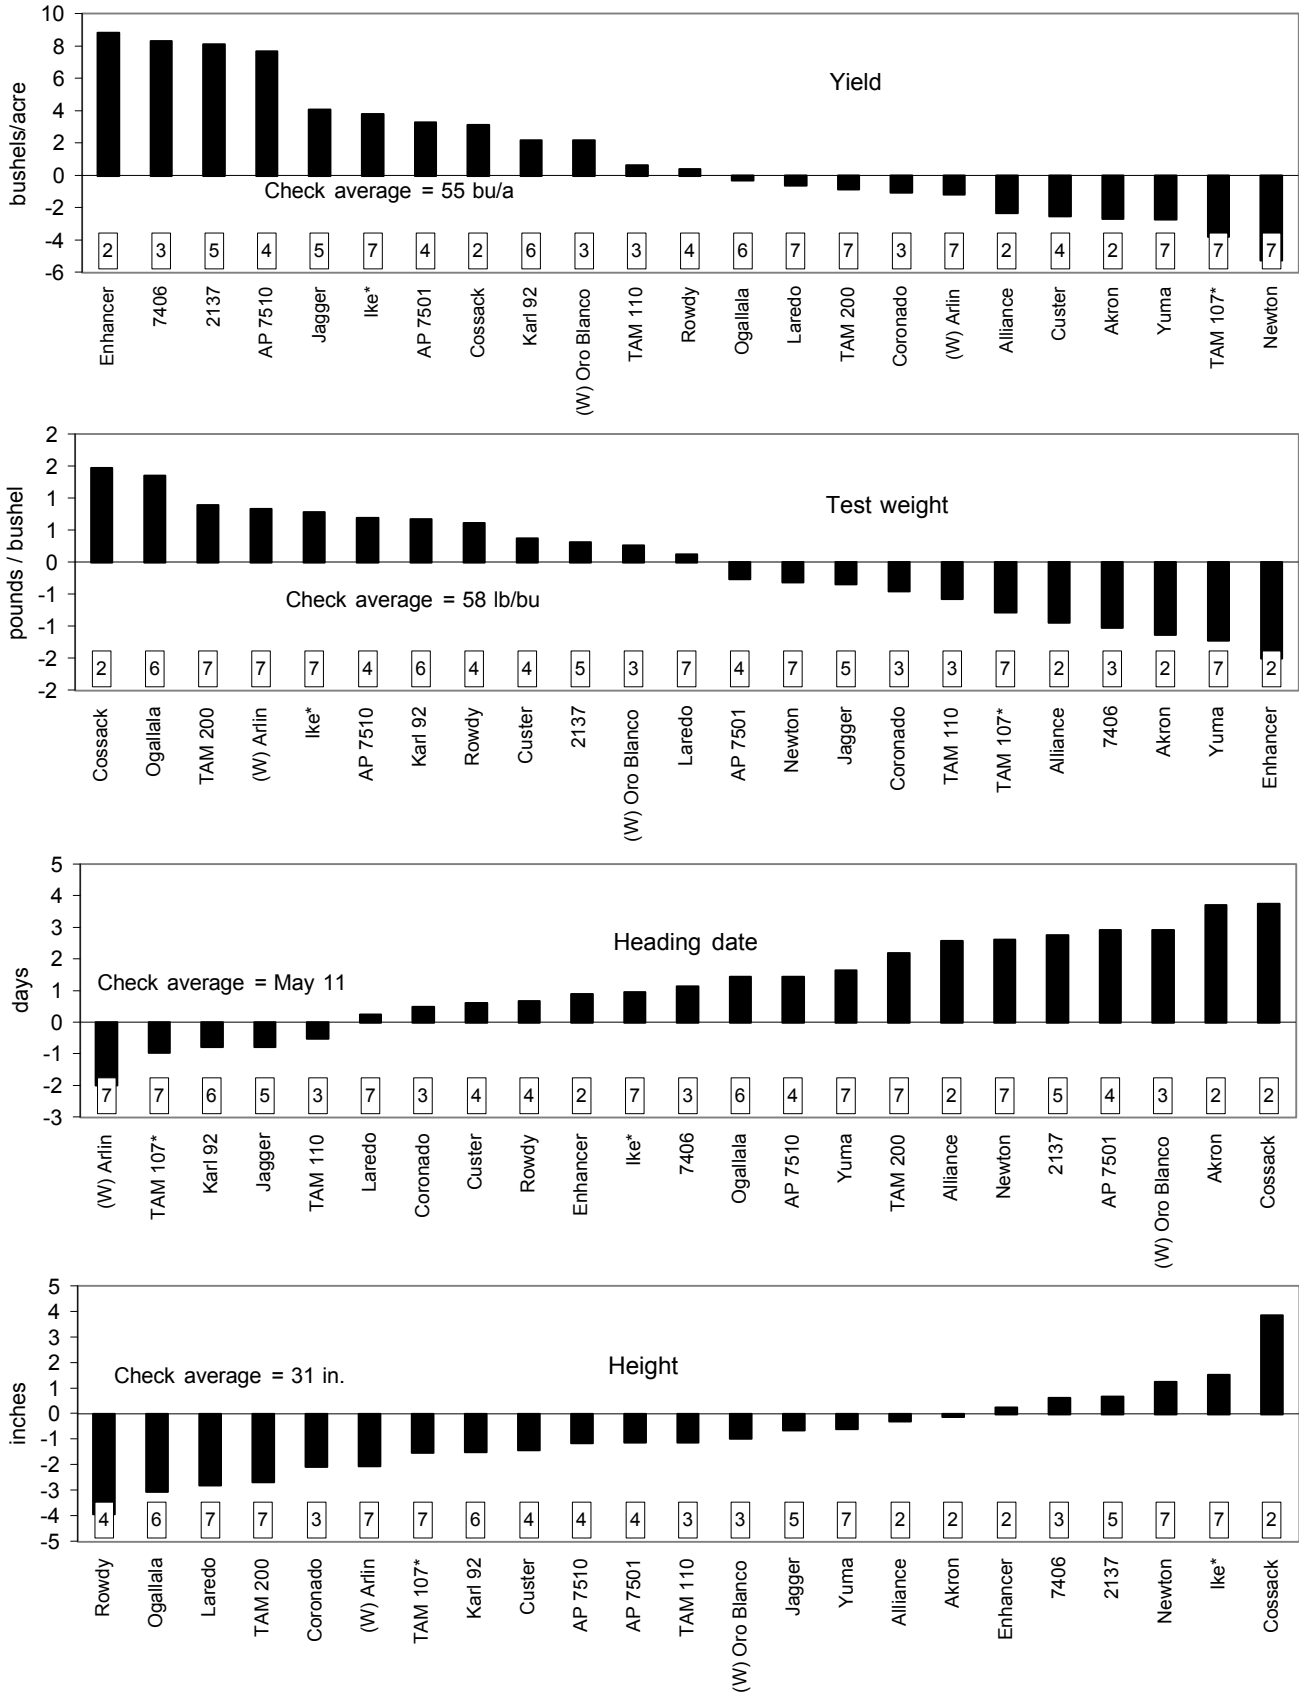 10
8
6
4
2
0
-2
-4
-6
bushels/acre
Yield
Check average = 55 bu/a
2 3 5 4 5 7 4 2 6 3 3 4 6 7 7 3 7 2 4 2 7 7 7
Enhancer
7406
2137
AP 7510
Jagger
Ike*
AP 7501
Cossack
Karl 92
(W) Oro Blanco
TAM 110
Rowdy
Ogallala
Laredo
TAM 200
Coronado
(W) Arlin
Alliance
Custer
Akron
Yuma
TAM 107*
Newton
2
2
1
1
0
-1
-1
-2
-2
pounds / bushel
Test weight
Check average = 58 lb/bu
2 6 7 7 7 4 6 4 4 5 3 7 4 7 5 3 3 7 2 3 2 7 2
Cossack
Ogallala
TAM 200
(W) Arlin
Ike*
AP 7510
Karl 92
Rowdy
Custer
2137
(W) Oro Blanco
Laredo
AP 7501
Newton
Jagger
Coronado
TAM 110
TAM 107*
Alliance
7406
Akron
Yuma
Enhancer
5
4
3
2
1
0
-1
-2
-3
days
Heading date
Check average = May 11
7 7 6 5 3 7 3 4 4 2 7 3 6 4 7 7 2 7 5 4 3 2 2
(W) Arlin
TAM 107*
Karl 92
Jagger
TAM 110
Laredo
Coronado
Custer
Rowdy
Enhancer
Ike*
7406
Ogallala
AP 7510
Yuma
TAM 200
Alliance
Newton
2137
AP 7501
(W) Oro Blanco
Akron
Cossack
5
4
3
2
1
0
-1
-2
-3
-4
-5
inches
Height
Check average = 31 in.
4 6 7 7 3 7 7 6 4 4 4 3 3 5 7 2 2 2 3 5 7 7 2
Rowdy
Ogallala
Laredo
TAM 200
Coronado
(W) Arlin
TAM 107*
Karl 92
Custer
AP 7510
AP 7501
TAM 110
(W) Oro Blanco
Jagger
Yuma
Alliance
Akron
Enhancer
7406
2137
Newton
Ike*
Cossack